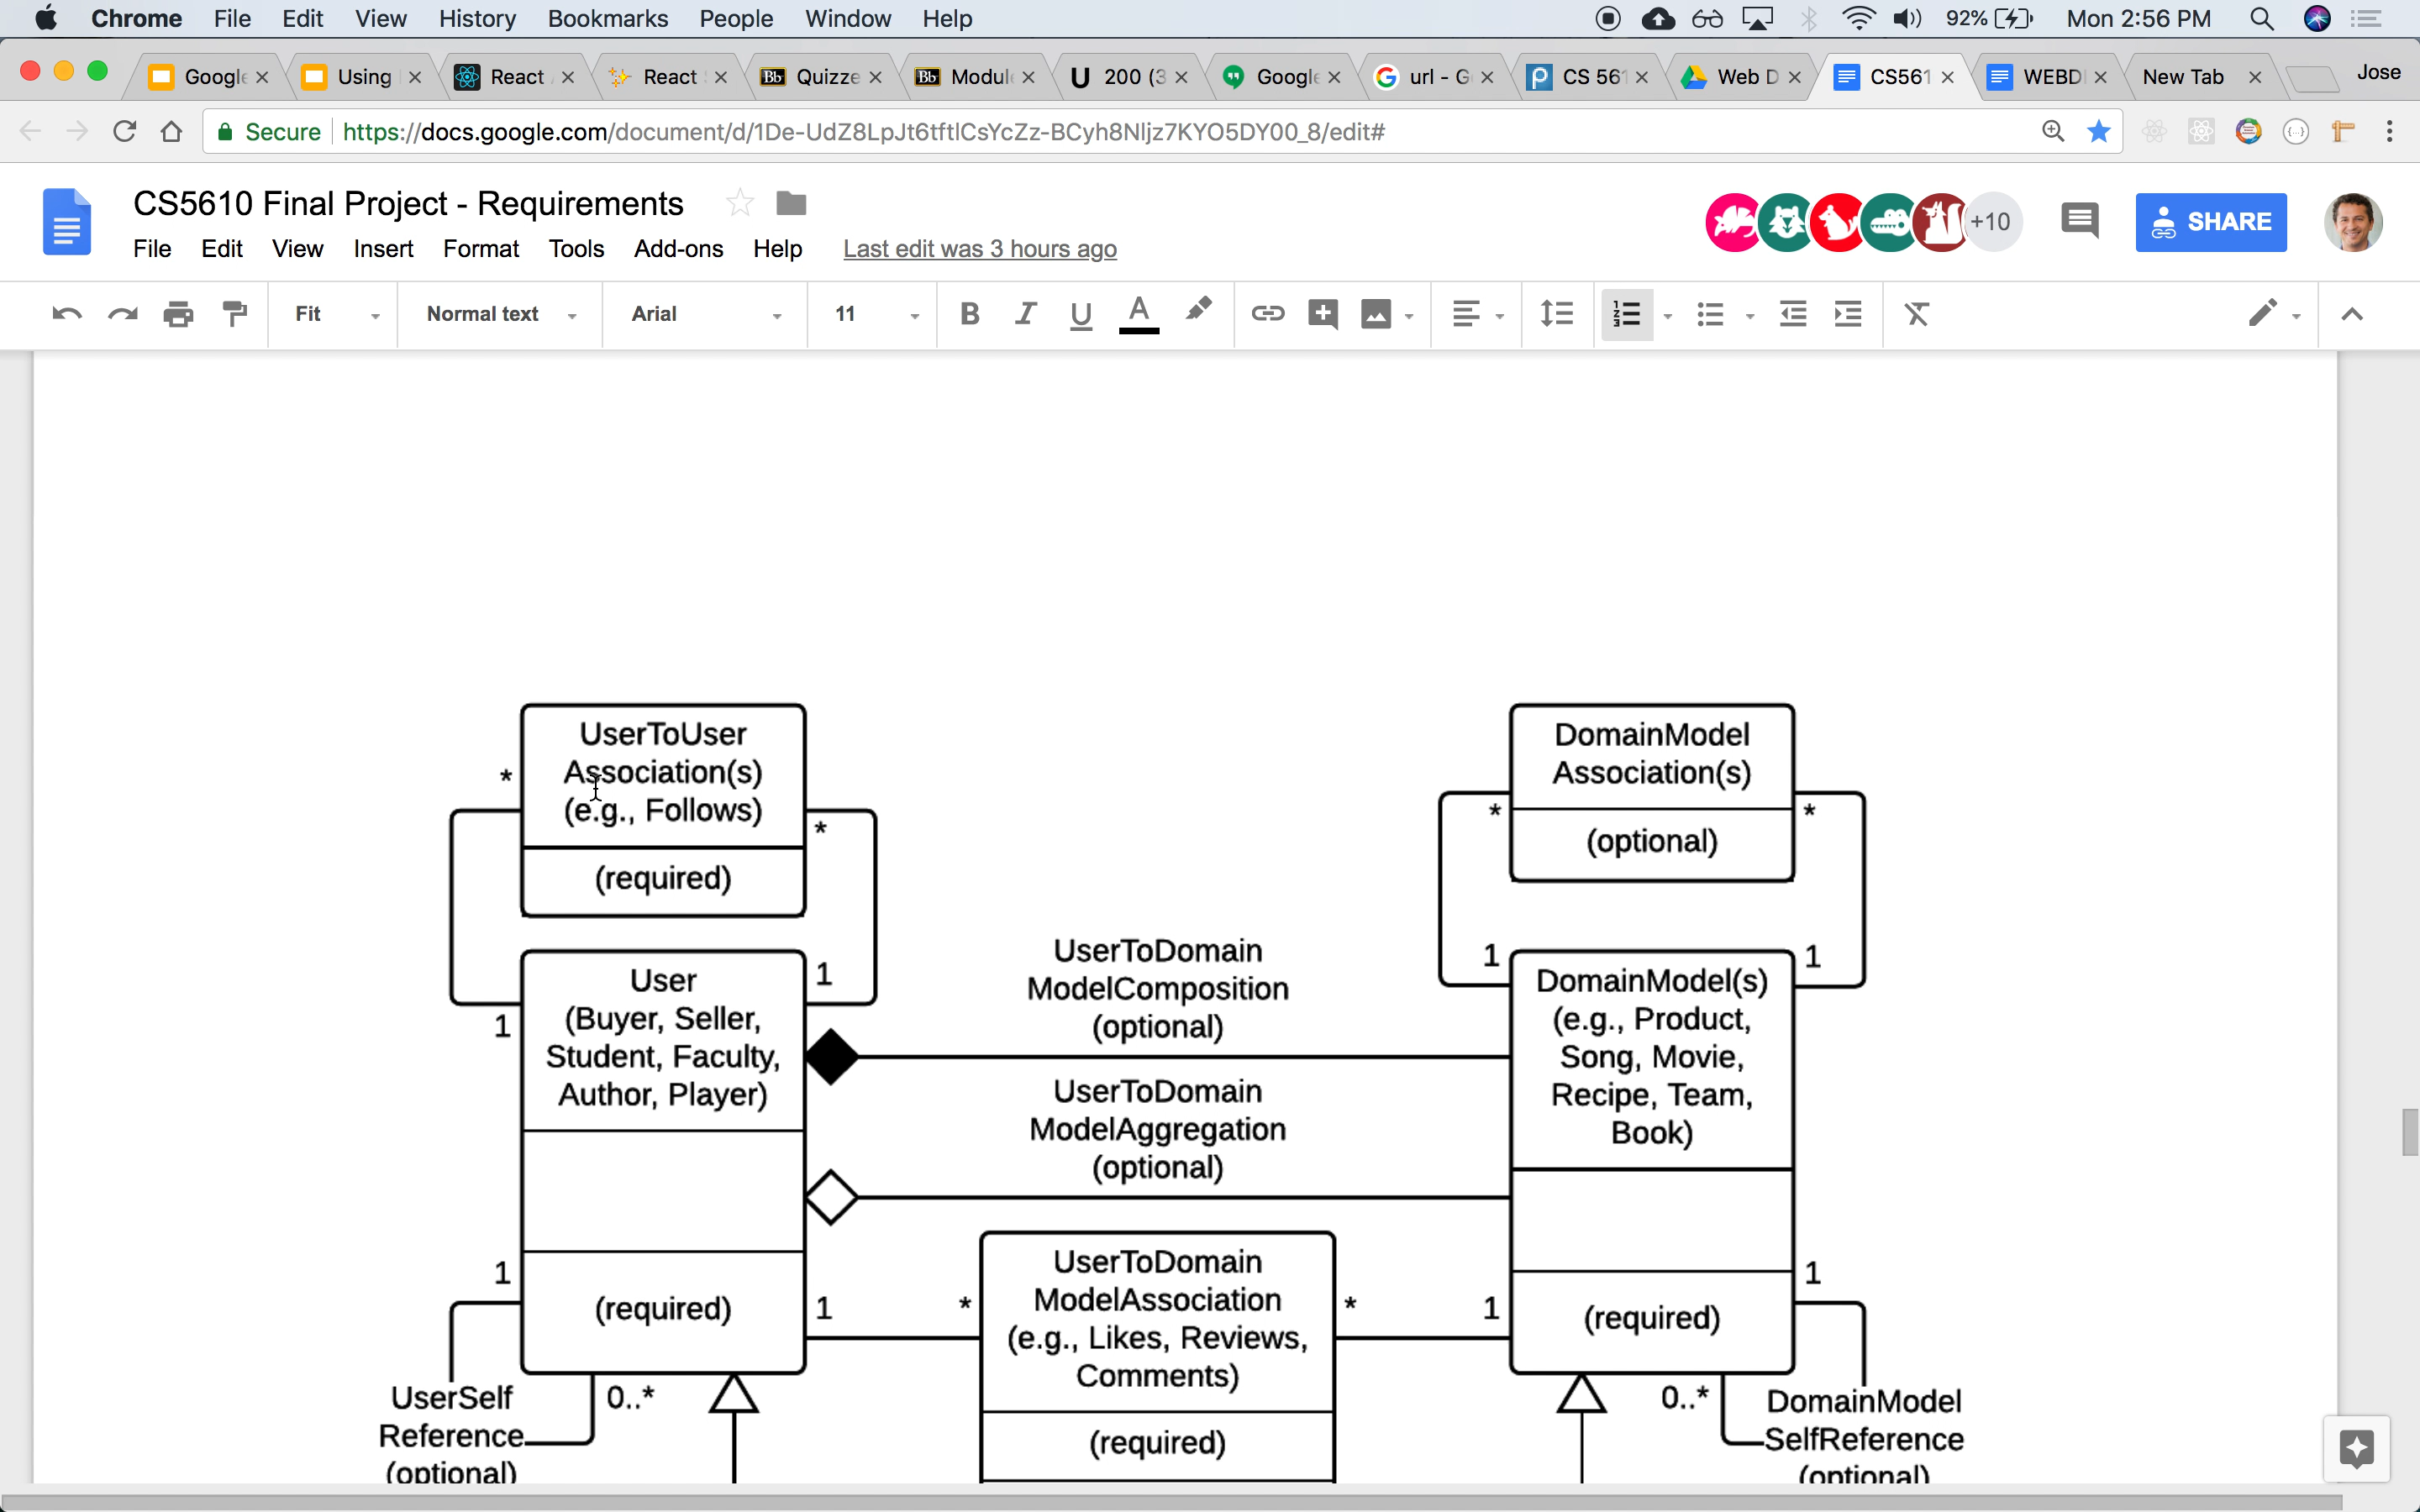 Chrome File Edit View History Bookmarks People Window Help 92% Mon 2:56 PM
Google Using React React Quizze Module 200 (3 Google url - G CS 561 Web D CS561 WEBD New Tab Jose
Secure https://docs.google.com/document/d/1De-UdZ8LpJt6tftlCsYcZz-BCyh8Nljz7KYO5DY00_8/edit#
CS5610 Final Project - Requirements
+10 SHARE
File Edit View Insert Format Tools Add-ons Help Last edit was 3 hours ago
Fit Normal text Arial 11 B I U A
UserToUser
Association(s)
(e.g., Follows)
(required)
*
*
1
1
DomainModel
Association(s)
(optional)
*
*
1
1
User
(Buyer, Seller,
Student, Faculty,
Author, Player)
(required)
UserToDomain
ModelComposition
(optional)
UserToDomain
ModelAggregation
(optional)
DomainModel(s)
(e.g., Product,
Song, Movie,
Recipe, Team,
Book)
(required)
1
1
*
UserToDomain
ModelAssociation
(e.g., Likes, Reviews,
Comments)
(required)
*
1
1
UserSelf
Reference
(optional)
0..*
0..*
DomainModel
SelfReference
(optional)